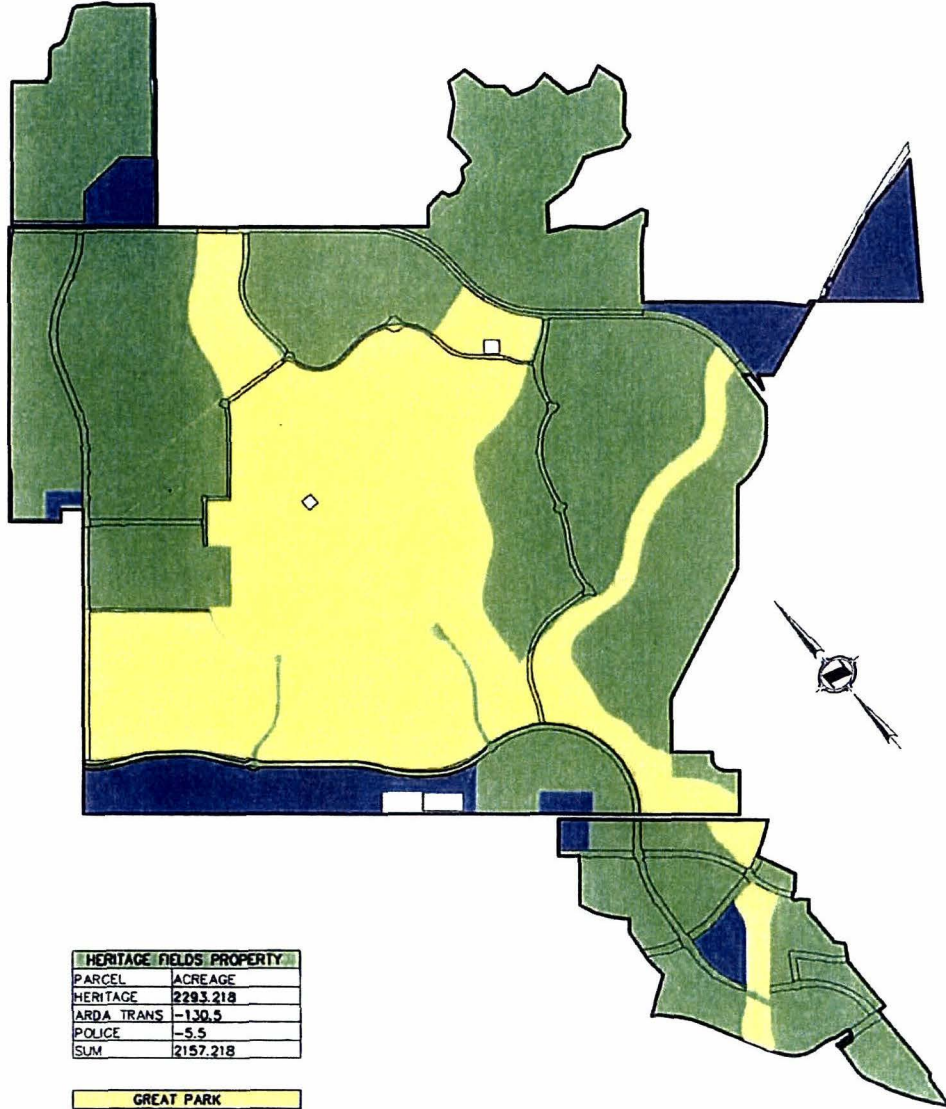 HERITAGE FIELDS PROPERTY
PARCEL ACREAGE
HERITAGE 2293.218
ARDA TRANS -130.5
POLICE -5.5
SUM 2157.218
GREAT PARK